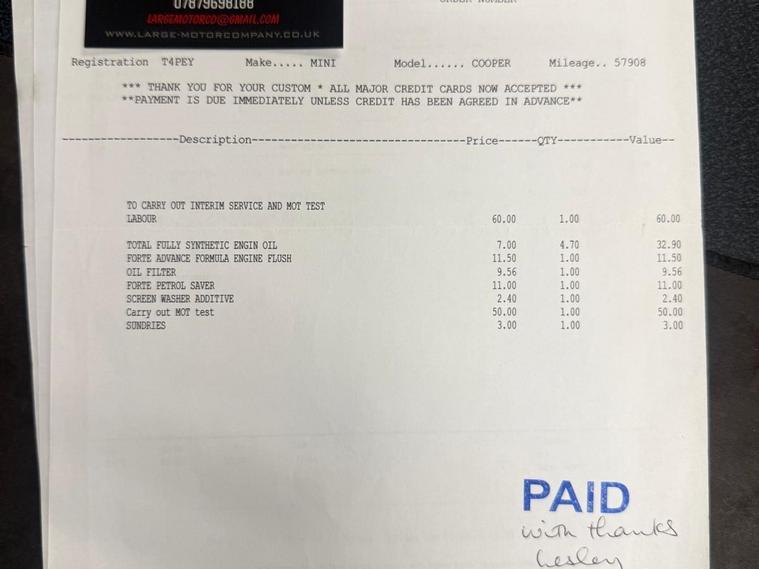 07879698188
LARGEMOTORCO@GMAIL.COM
WWW.LARGE-MOTORCOMPANY.CO.UK
ORDER NUMBER
Registration T4PEY Make..... MINI Model...... COOPER Mileage.. 57908
*** THANK YOU FOR YOUR CUSTOM * ALL MAJOR CREDIT CARDS NOW ACCEPTED ***
**PAYMENT IS DUE IMMEDIATELY UNLESS CREDIT HAS BEEN AGREED IN ADVANCE**
------------------Description---------------------------------Price------QTY-----------Value--
TO CARRY OUT INTERIM SERVICE AND MOT TEST
LABOUR 60.00 1.00 60.00
TOTAL FULLY SYNTHETIC ENGIN OIL 7.00 4.70 32.90
FORTE ADVANCE FORMULA ENGINE FLUSH 11.50 1.00 11.50
OIL FILTER 9.56 1.00 9.56
FORTE PETROL SAVER 11.00 1.00 11.00
SCREEN WASHER ADDITIVE 2.40 1.00 2.40
Carry out MOT test 50.00 1.00 50.00
SUNDRIES 3.00 1.00 3.00
PAID
with thanks
Lesley